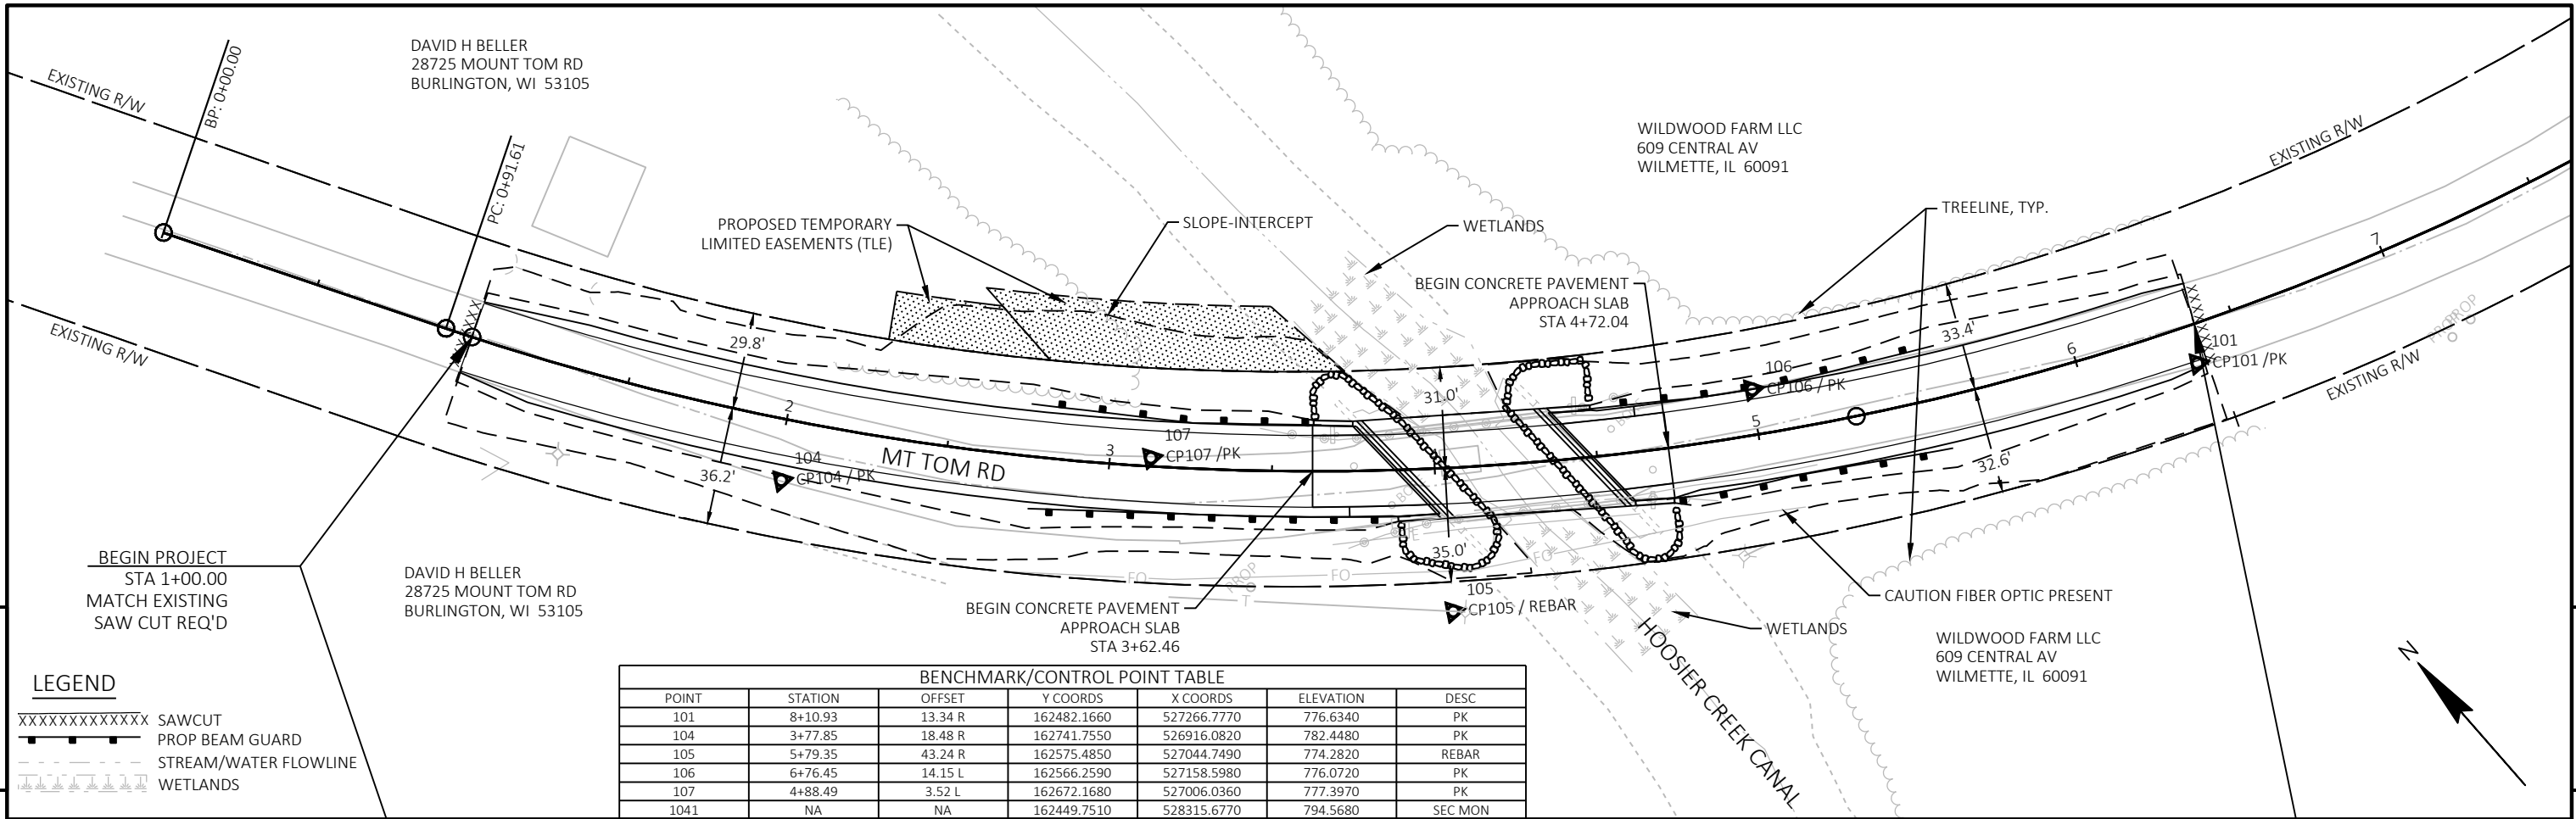 DAVID H BELLER
28725 MOUNT TOM RD
BURLINGTON, WI  53105
EXISTING R/W
BP: 0+00.00
PC: 0+91.61
WILDWOOD FARM LLC
609 CENTRAL AV
WILMETTE, IL  60091
EXISTING R/W
PROPOSED TEMPORARY
LIMITED EASEMENTS (TLE)
SLOPE-INTERCEPT
WETLANDS
TREELINE, TYP.
BEGIN CONCRETE PAVEMENT
APPROACH SLAB
STA 4+72.04
EXISTING R/W
29.8'
31.0'
33.4'
7
6
5
PROP
101
CP101 /PK
EXISTING R/W
106
CP106 / PK
2
3
107
CP107 /PK
104
CP104 / PK
MT TOM RD
36.2'
32.6'
35.0'
FO
FO
FO
PROP
T
105
CP105 / REBAR
BEGIN PROJECT
STA 1+00.00
MATCH EXISTING
SAW CUT REQ'D
DAVID H BELLER
28725 MOUNT TOM RD
BURLINGTON, WI  53105
BEGIN CONCRETE PAVEMENT
APPROACH SLAB
STA 3+62.46
CAUTION FIBER OPTIC PRESENT
WETLANDS
WILDWOOD FARM LLC
609 CENTRAL AV
WILMETTE, IL  60091
HOOSIER CREEK CANAL
N
LEGEND
XXXXXXXXXXXXX SAWCUT
PROP BEAM GUARD
STREAM/WATER FLOWLINE
WETLANDS
BENCHMARK/CONTROL POINT TABLE
POINT STATION OFFSET Y COORDS X COORDS ELEVATION DESC
101 8+10.93 13.34 R 162482.1660 527266.7770 776.6340 PK
104 3+77.85 18.48 R 162741.7550 526916.0820 782.4480 PK
105 5+79.35 43.24 R 162575.4850 527044.7490 774.2820 REBAR
106 6+76.45 14.15 L 162566.2590 527158.5980 776.0720 PK
107 4+88.49 3.52 L 162672.1680 527006.0360 777.3970 PK
1041 NA NA 162449.7510 528315.6770 794.5680 SEC MON